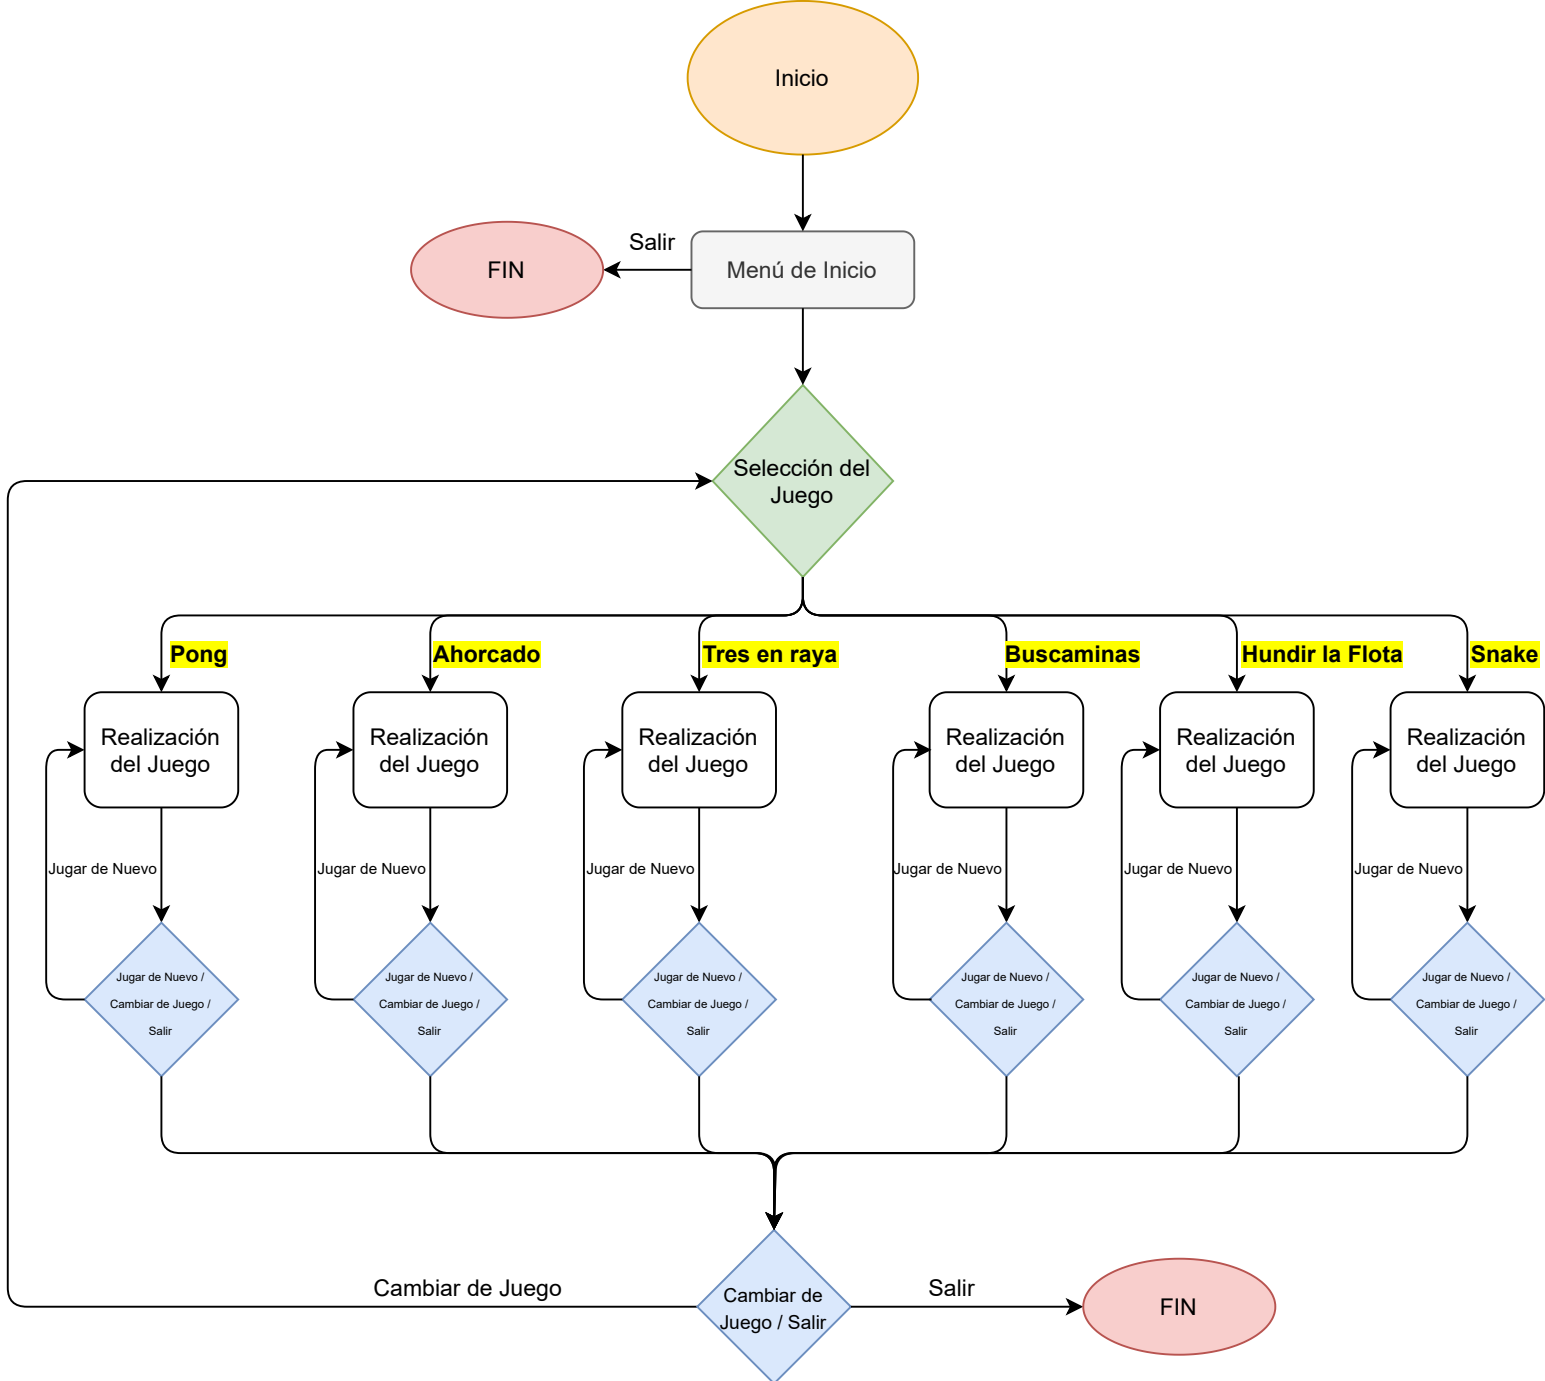 Inicio
Salir
FIN
Menú de Inicio
Selección del
Juego
Pong
Ahorcado
Tres en raya
Buscaminas
Hundir la Flota
Snake
Realización
del Juego
Realización
del Juego
Realización
del Juego
Realización
del Juego
Realización
del Juego
Realización
del Juego
Jugar de Nuevo
Jugar de Nuevo
Jugar de Nuevo
Jugar de Nuevo
Jugar de Nuevo
Jugar de Nuevo
Jugar de Nuevo /
Cambiar de Juego /
Salir
Jugar de Nuevo /
Cambiar de Juego /
Salir
Jugar de Nuevo /
Cambiar de Juego /
Salir
Jugar de Nuevo /
Cambiar de Juego /
Salir
Jugar de Nuevo /
Cambiar de Juego /
Salir
Jugar de Nuevo /
Cambiar de Juego /
Salir
Cambiar de Juego
Cambiar de
Juego / Salir
Salir
FIN